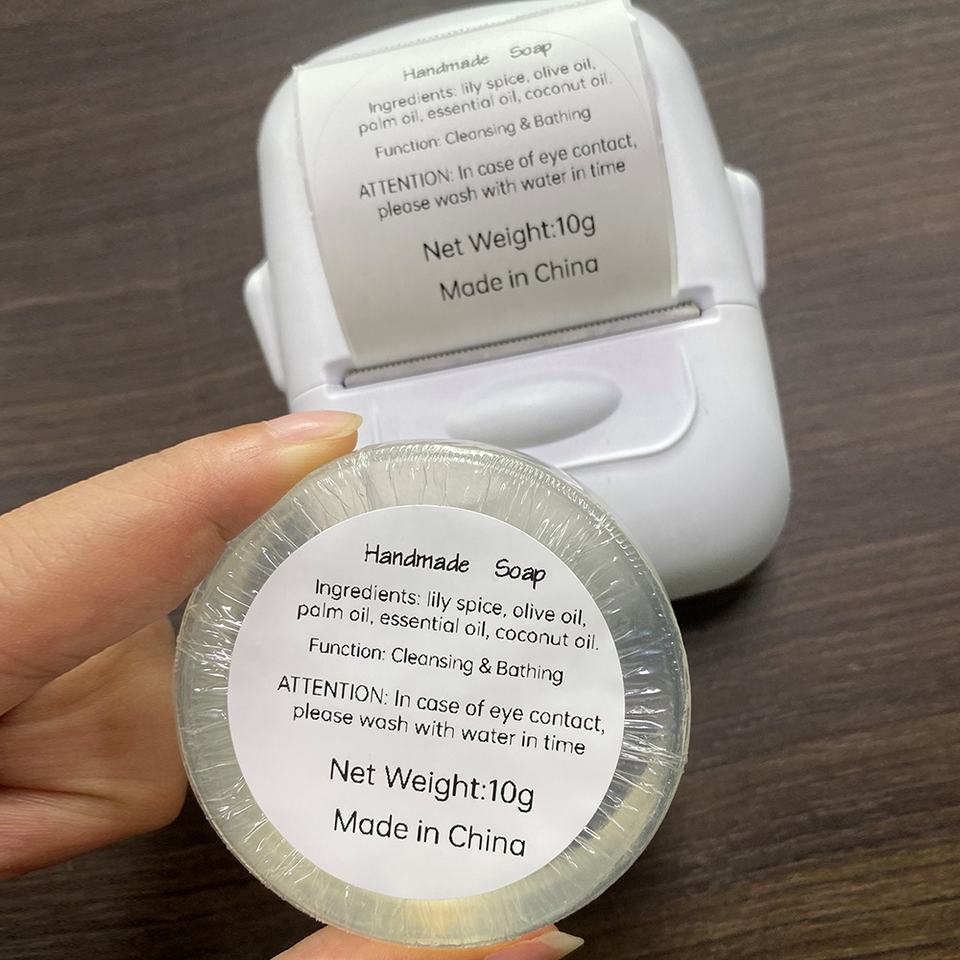 Handmade Soap
Ingredients: lily spice, olive oil,
palm oil, essential oil, coconut oil.
Function: Cleansing & Bathing
ATTENTION: In case of eye contact,
please wash with water in time
Net Weight:10g
Made in China
Handmade Soap
Ingredients: lily spice, olive oil,
palm oil, essential oil, coconut oil.
Function: Cleansing & Bathing
ATTENTION: In case of eye contact,
please wash with water in time
Net Weight:10g
Made in China